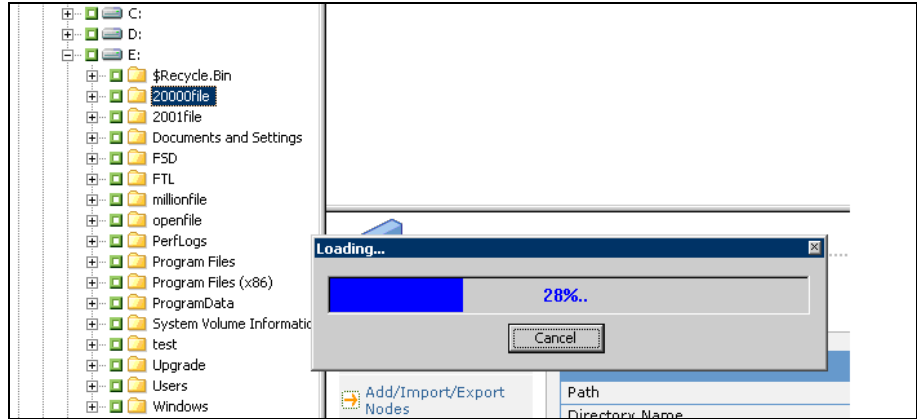 C:
D:
E:
$Recycle.Bin
20000file
2001file
Documents and Settings
FSD
FTL
millionfile
openfile
PerfLogs
Program Files
Program Files (x86)
ProgramData
System Volume Informatic
test
Upgrade
Users
Windows
Loading...
28%..
Cancel
Add/Import/Export
Nodes
Path
Directory Name